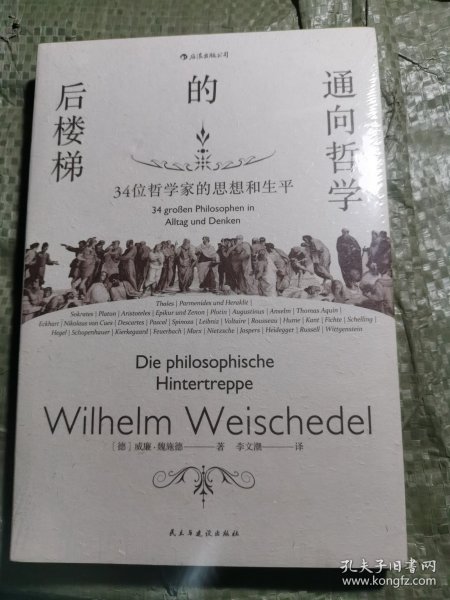 后浪出版公司
通向哲学
的
后楼梯
34位哲学家的思想和生平
34 großen Philosophen in
Alltag und Denken
Thales | Parmenides und Heraklit |
Sokrates | Platon | Aristoteles | Epikur und Zenon | Plotin | Augustinus | Anselm | Thomas Aquin |
Eckhart | Nikolaus von Cues | Descartes | Pascal | Spinoza | Leibniz | Voltaire | Rousseau | Hume | Kant | Fichte | Schelling |
Hegel | Schopenhauer | Kierkegaard | Feuerbach | Marx | Nietzsche | Jaspers | Heidegger | Russell | Wittgenstein
Die philosophische
Hintertreppe
Wilhelm Weischedel
[德] 威廉·魏施德——著 李文潮——译
民主与建设出版社
孔夫子旧书网
www.kongfz.com